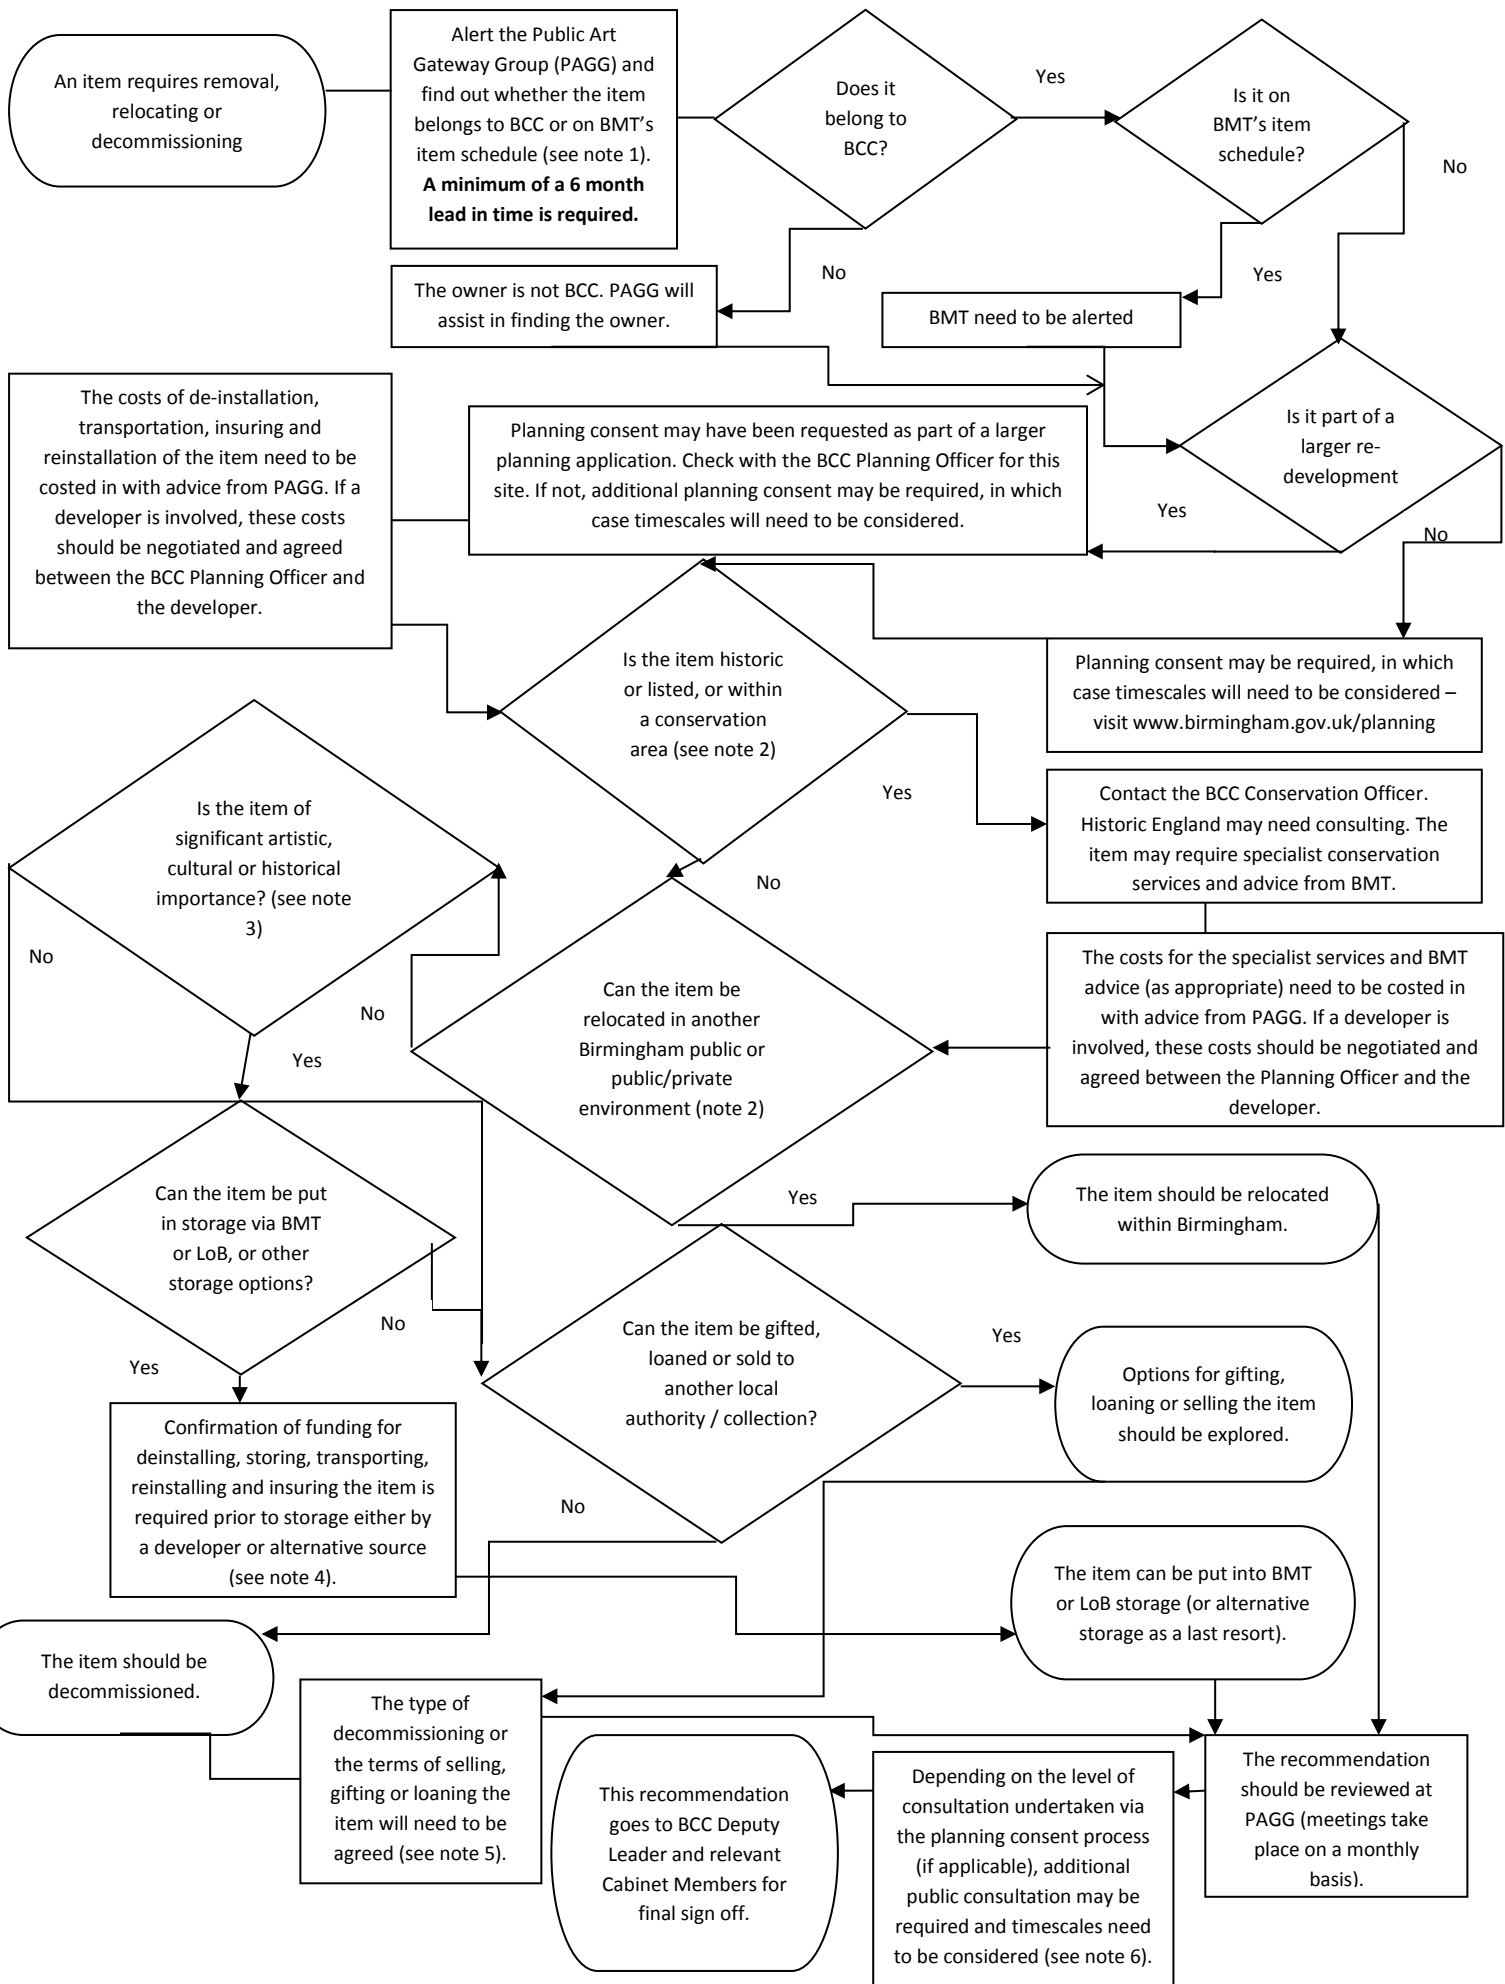 An item requires removal,
relocating or
decommissioning
Alert the Public Art
Gateway Group (PAGG) and
find out whether the item
belongs to BCC or on BMT’s
item schedule (see note 1).
A minimum of a 6 month
lead in time is required.
Does it
belong to
BCC?
Yes
Is it on
BMT’s item
schedule?
No
No
Yes
The owner is not BCC. PAGG will
assist in finding the owner.
BMT need to be alerted
Is it part of a
larger re-
development
The costs of de-installation,
transportation, insuring and
reinstallation of the item need to be
costed in with advice from PAGG. If a
developer is involved, these costs
should be negotiated and agreed
between the BCC Planning Officer and
the developer.
Planning consent may have been requested as part of a larger
planning application. Check with the BCC Planning Officer for this
site. If not, additional planning consent may be required, in which
case timescales will need to be considered.
Yes
No
Is the item historic
or listed, or within
a conservation
area (see note 2)
Planning consent may be required, in which
case timescales will need to be considered –
visit www.birmingham.gov.uk/planning
Yes
Is the item of
significant artistic,
cultural or historical
importance? (see note
3)
Contact the BCC Conservation Officer.
Historic England may need consulting. The
item may require specialist conservation
services and advice from BMT.
No
No
No
Yes
Can the item be
relocated in another
Birmingham public or
public/private
environment (note 2)
The costs for the specialist services and BMT
advice (as appropriate) need to be costed in
with advice from PAGG. If a developer is
involved, these costs should be negotiated and
agreed between the Planning Officer and the
developer.
Can the item be put
in storage via BMT
or LoB, or other
storage options?
Yes
The item should be relocated
within Birmingham.
No
Yes
Can the item be gifted,
loaned or sold to
another local
authority / collection?
Yes
Options for gifting,
loaning or selling the item
should be explored.
Confirmation of funding for
deinstalling, storing, transporting,
reinstalling and insuring the item is
required prior to storage either by
a developer or alternative source
(see note 4).
No
The item can be put into BMT
or LoB storage (or alternative
storage as a last resort).
The item should be
decommissioned.
The type of
decommissioning or
the terms of selling,
gifting or loaning the
item will need to be
agreed (see note 5).
This recommendation
goes to BCC Deputy
Leader and relevant
Cabinet Members for
final sign off.
Depending on the level of
consultation undertaken via
the planning consent process
(if applicable), additional
public consultation may be
required and timescales need
to be considered (see note 6).
The recommendation
should be reviewed at
PAGG (meetings take
place on a monthly
basis).